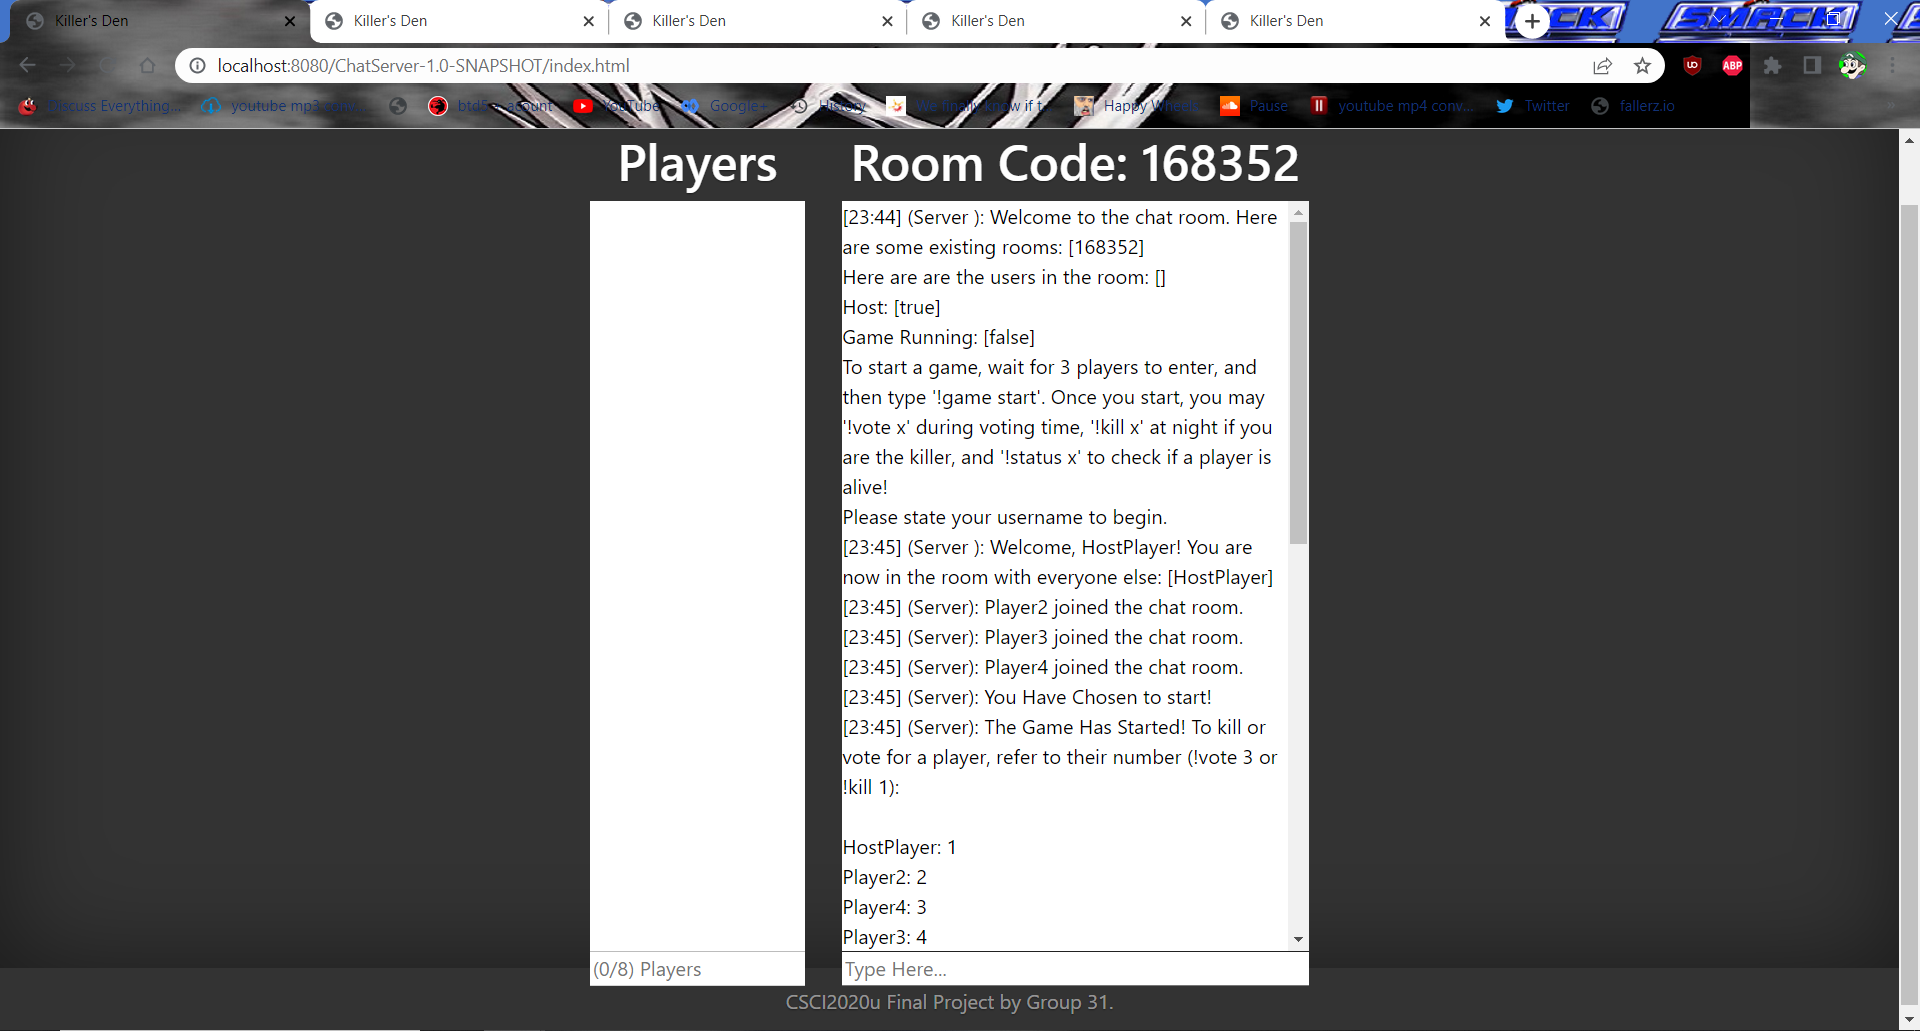 Killer's Den
Killer's Den
Killer's Den
Killer's Den
Killer's Den
SMACK
localhost:8080/ChatServer-1.0-SNAPSHOT/index.html
UD
ABP
Discuss Everything...
youtube mp3
btd5
acount
YouTube
Google+
History
We finally know if t
Happy Wheels
Pause
youtube mp4 conv...
Twitter
fallerz.io
Players
Room Code: 168352
[23:44] (Server ): Welcome to the chat room. Here
are some existing rooms: [168352]
Here are are the users in the room: []
Host: [true]
Game Running: [false]
To start a game, wait for 3 players to enter, and
then type '!game start'. Once you start, you may
'!vote x' during voting time, '!kill x' at night if you
are the killer, and '!status x' to check if a player is
alive!
Please state your username to begin.
[23:45] (Server ): Welcome, HostPlayer! You are
now in the room with everyone else: [HostPlayer]
[23:45] (Server): Player2 joined the chat room.
[23:45] (Server): Player3 joined the chat room.
[23:45] (Server): Player4 joined the chat room.
[23:45] (Server): You Have Chosen to start!
[23:45] (Server): The Game Has Started! To kill or
vote for a player, refer to their number (!vote 3 or
!kill 1):
HostPlayer: 1
Player2: 2
Player4: 3
Player3: 4
(0/8) Players
Type Here...
CSCI2020u Final Project by Group 31.